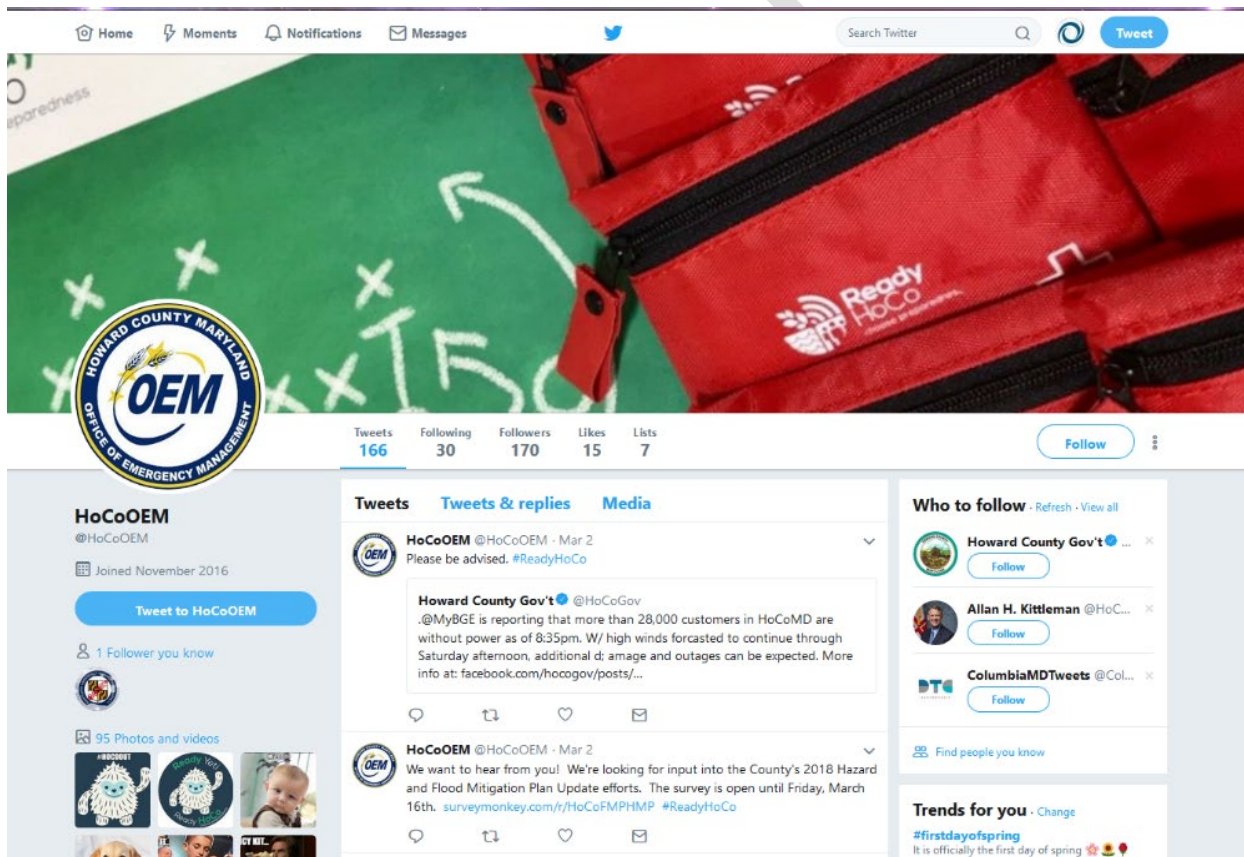 Home Moments Notifications Messages Search Twitter Tweet
paredness
Ready
HoCo
HOWARD COUNTY MARYLAND
OEM
OFFICE OF EMERGENCY MANAGEMENT
Tweets Following Followers Likes Lists
166 30 170 15 7
Follow
HoCoOEM
@HoCoOEM
Joined November 2016
Tweet to HoCoOEM
1 Follower you know
95 Photos and videos
#HOCOOUT
Ready Yeti
Ready HoCo
Tweets Tweets & replies Media
HoCoOEM @HoCoOEM - Mar 2
Please be advised. #ReadyHoCo
Howard County Gov't @HoCoGov
.@MyBGE is reporting that more than 28,000 customers in HoCoMD are
without power as of 8:35pm. W/ high winds forcasted to continue through
Saturday afternoon, additional d; amage and outages can be expected. More
info at: facebook.com/hocogov/posts/...
HoCoOEM @HoCoOEM - Mar 2
We want to hear from you! We're looking for input into the County's 2018 Hazard
and Flood Mitigation Plan Update efforts. The survey is open until Friday, March
16th. surveymonkey.com/r/HoCoFMPHMP #ReadyHoCo
Who to follow · Refresh · View all
Howard County Gov't ...
Follow
Allan H. Kittleman @HoC...
Follow
ColumbiaMDTweets @Col...
Follow
Find people you know
Trends for you · Change
#firstdayofspring
It is officially the first day of spring